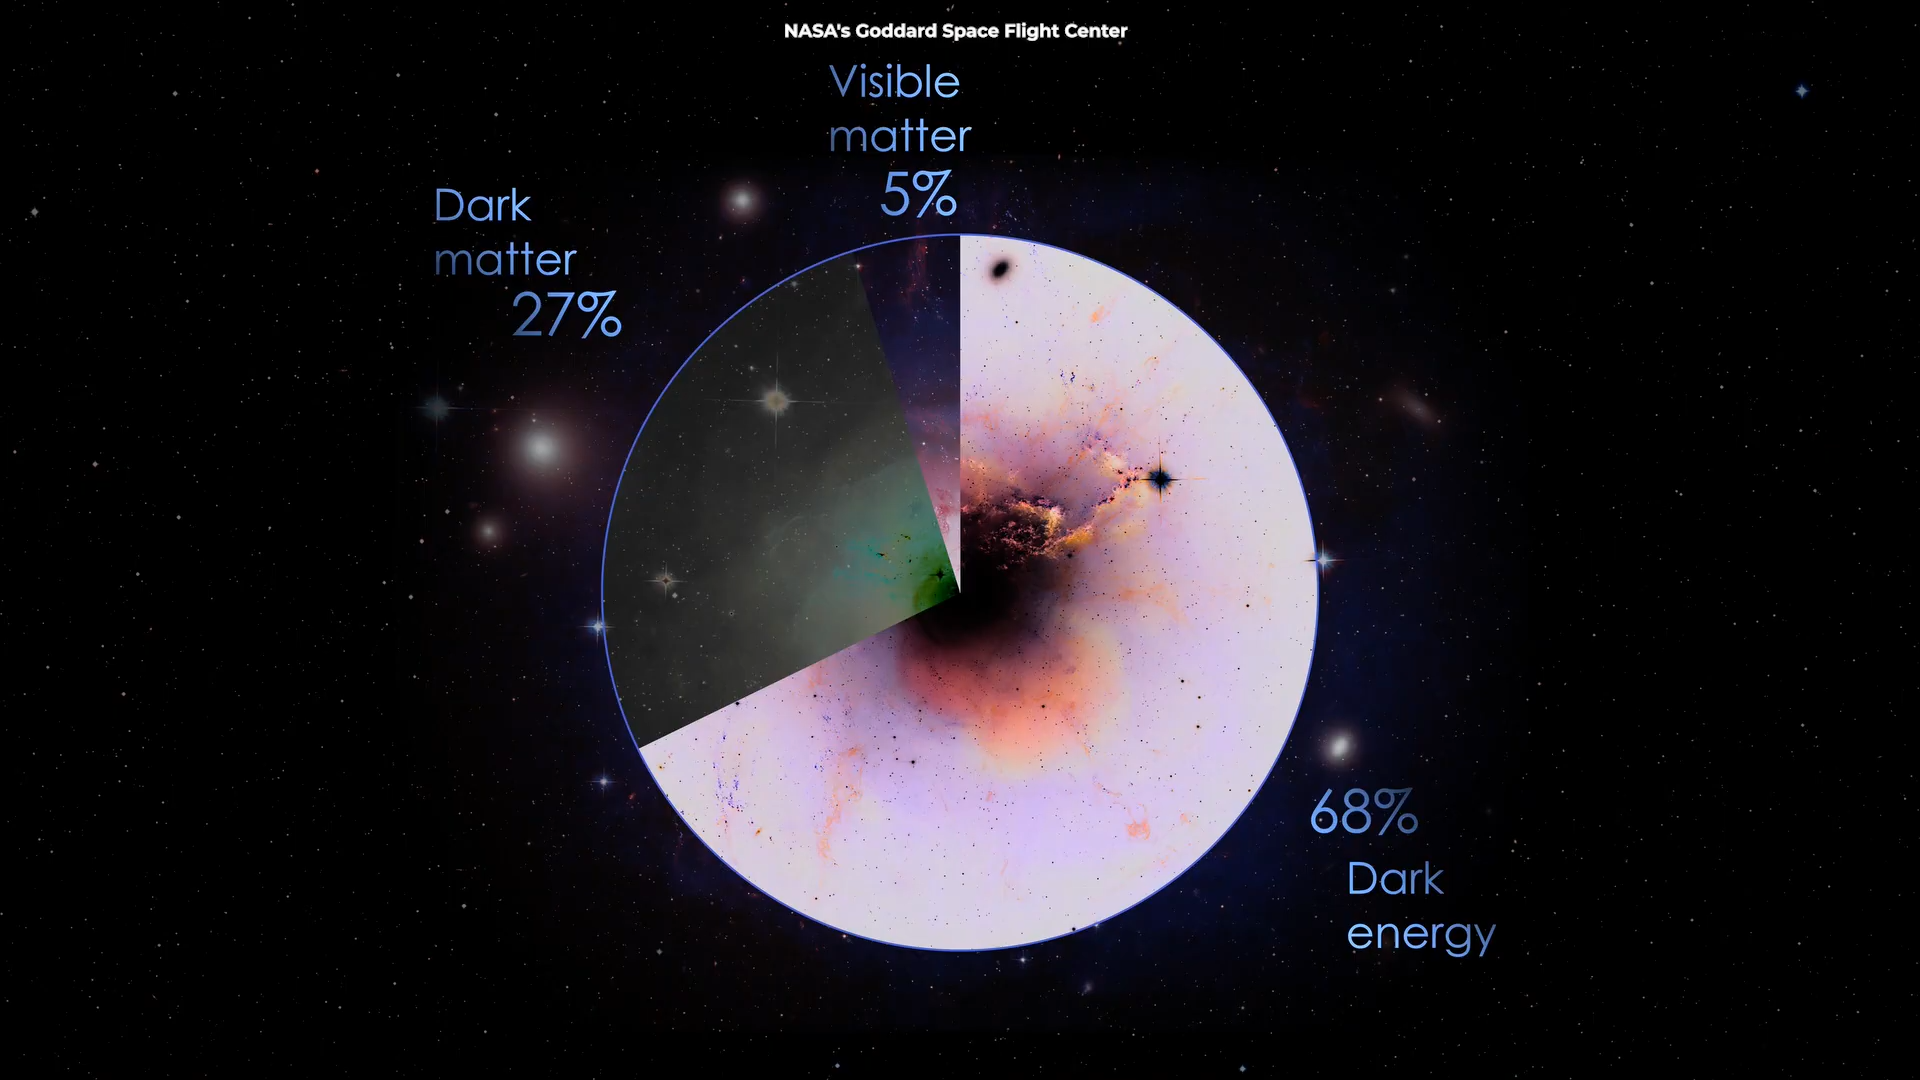 NASA's Goddard Space Flight Center
Visible
matter
5%
Dark
matter
27%
68%
Dark
energy